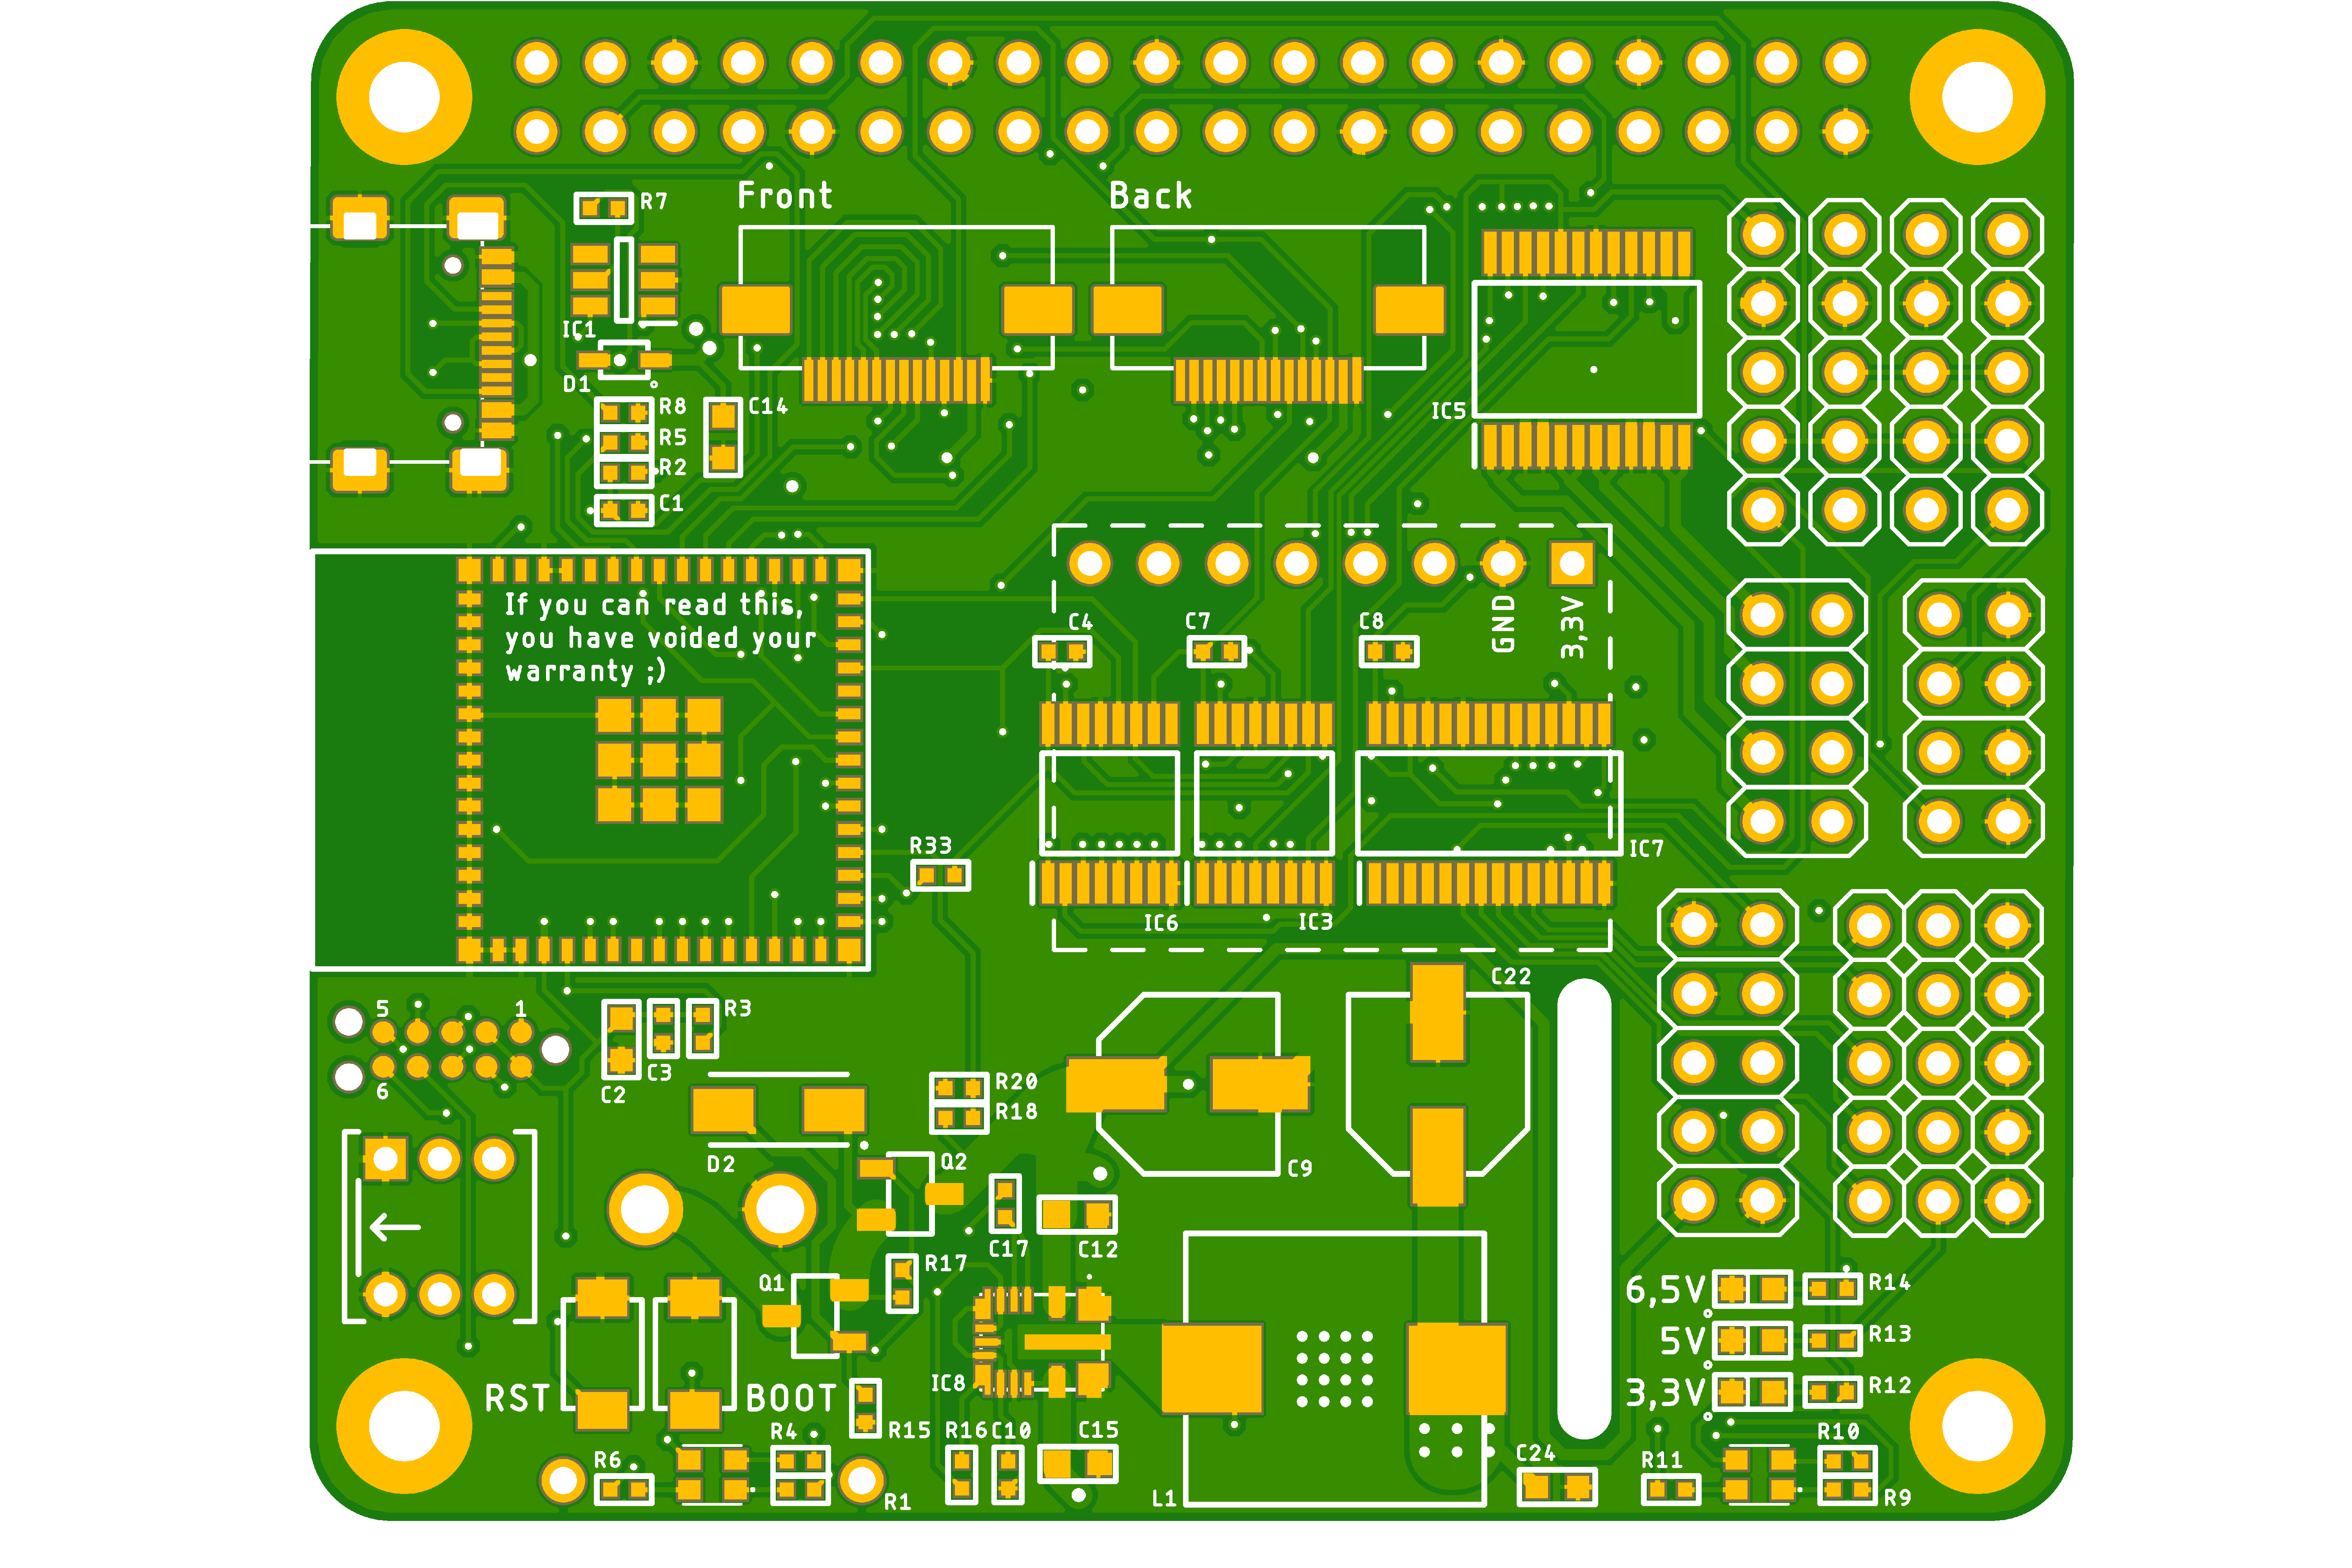 Front
Back
R7
IC1
D1
R8
C14
R5
R2
C1
IC5
If you can read this,
you have voided your
warranty ;)
C4
C7
C8
GND
3,3V
R33
IC7
IC6
IC3
5
1
R3
6
C2
C3
C22
R20
R18
D2
Q2
C9
C17
C12
R17
Q1
6,5V
R14
5V
R13
3,3V
R12
IC8
RST
BOOT
R15
R16
C10
C15
R4
R6
R1
L1
C24
R11
R10
R9